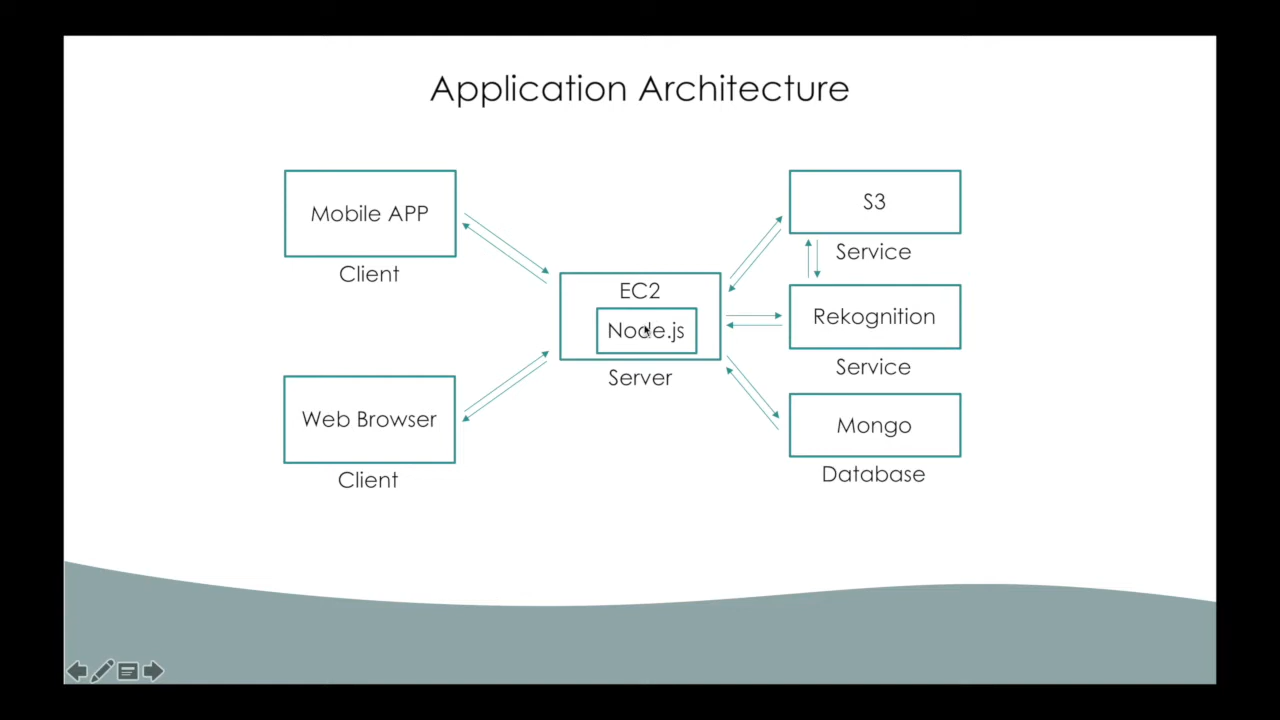 Application Architecture
Mobile APP
Client
Web Browser
Client
EC2
Node.js
Server
S3
Service
Rekognition
Service
Mongo
Database